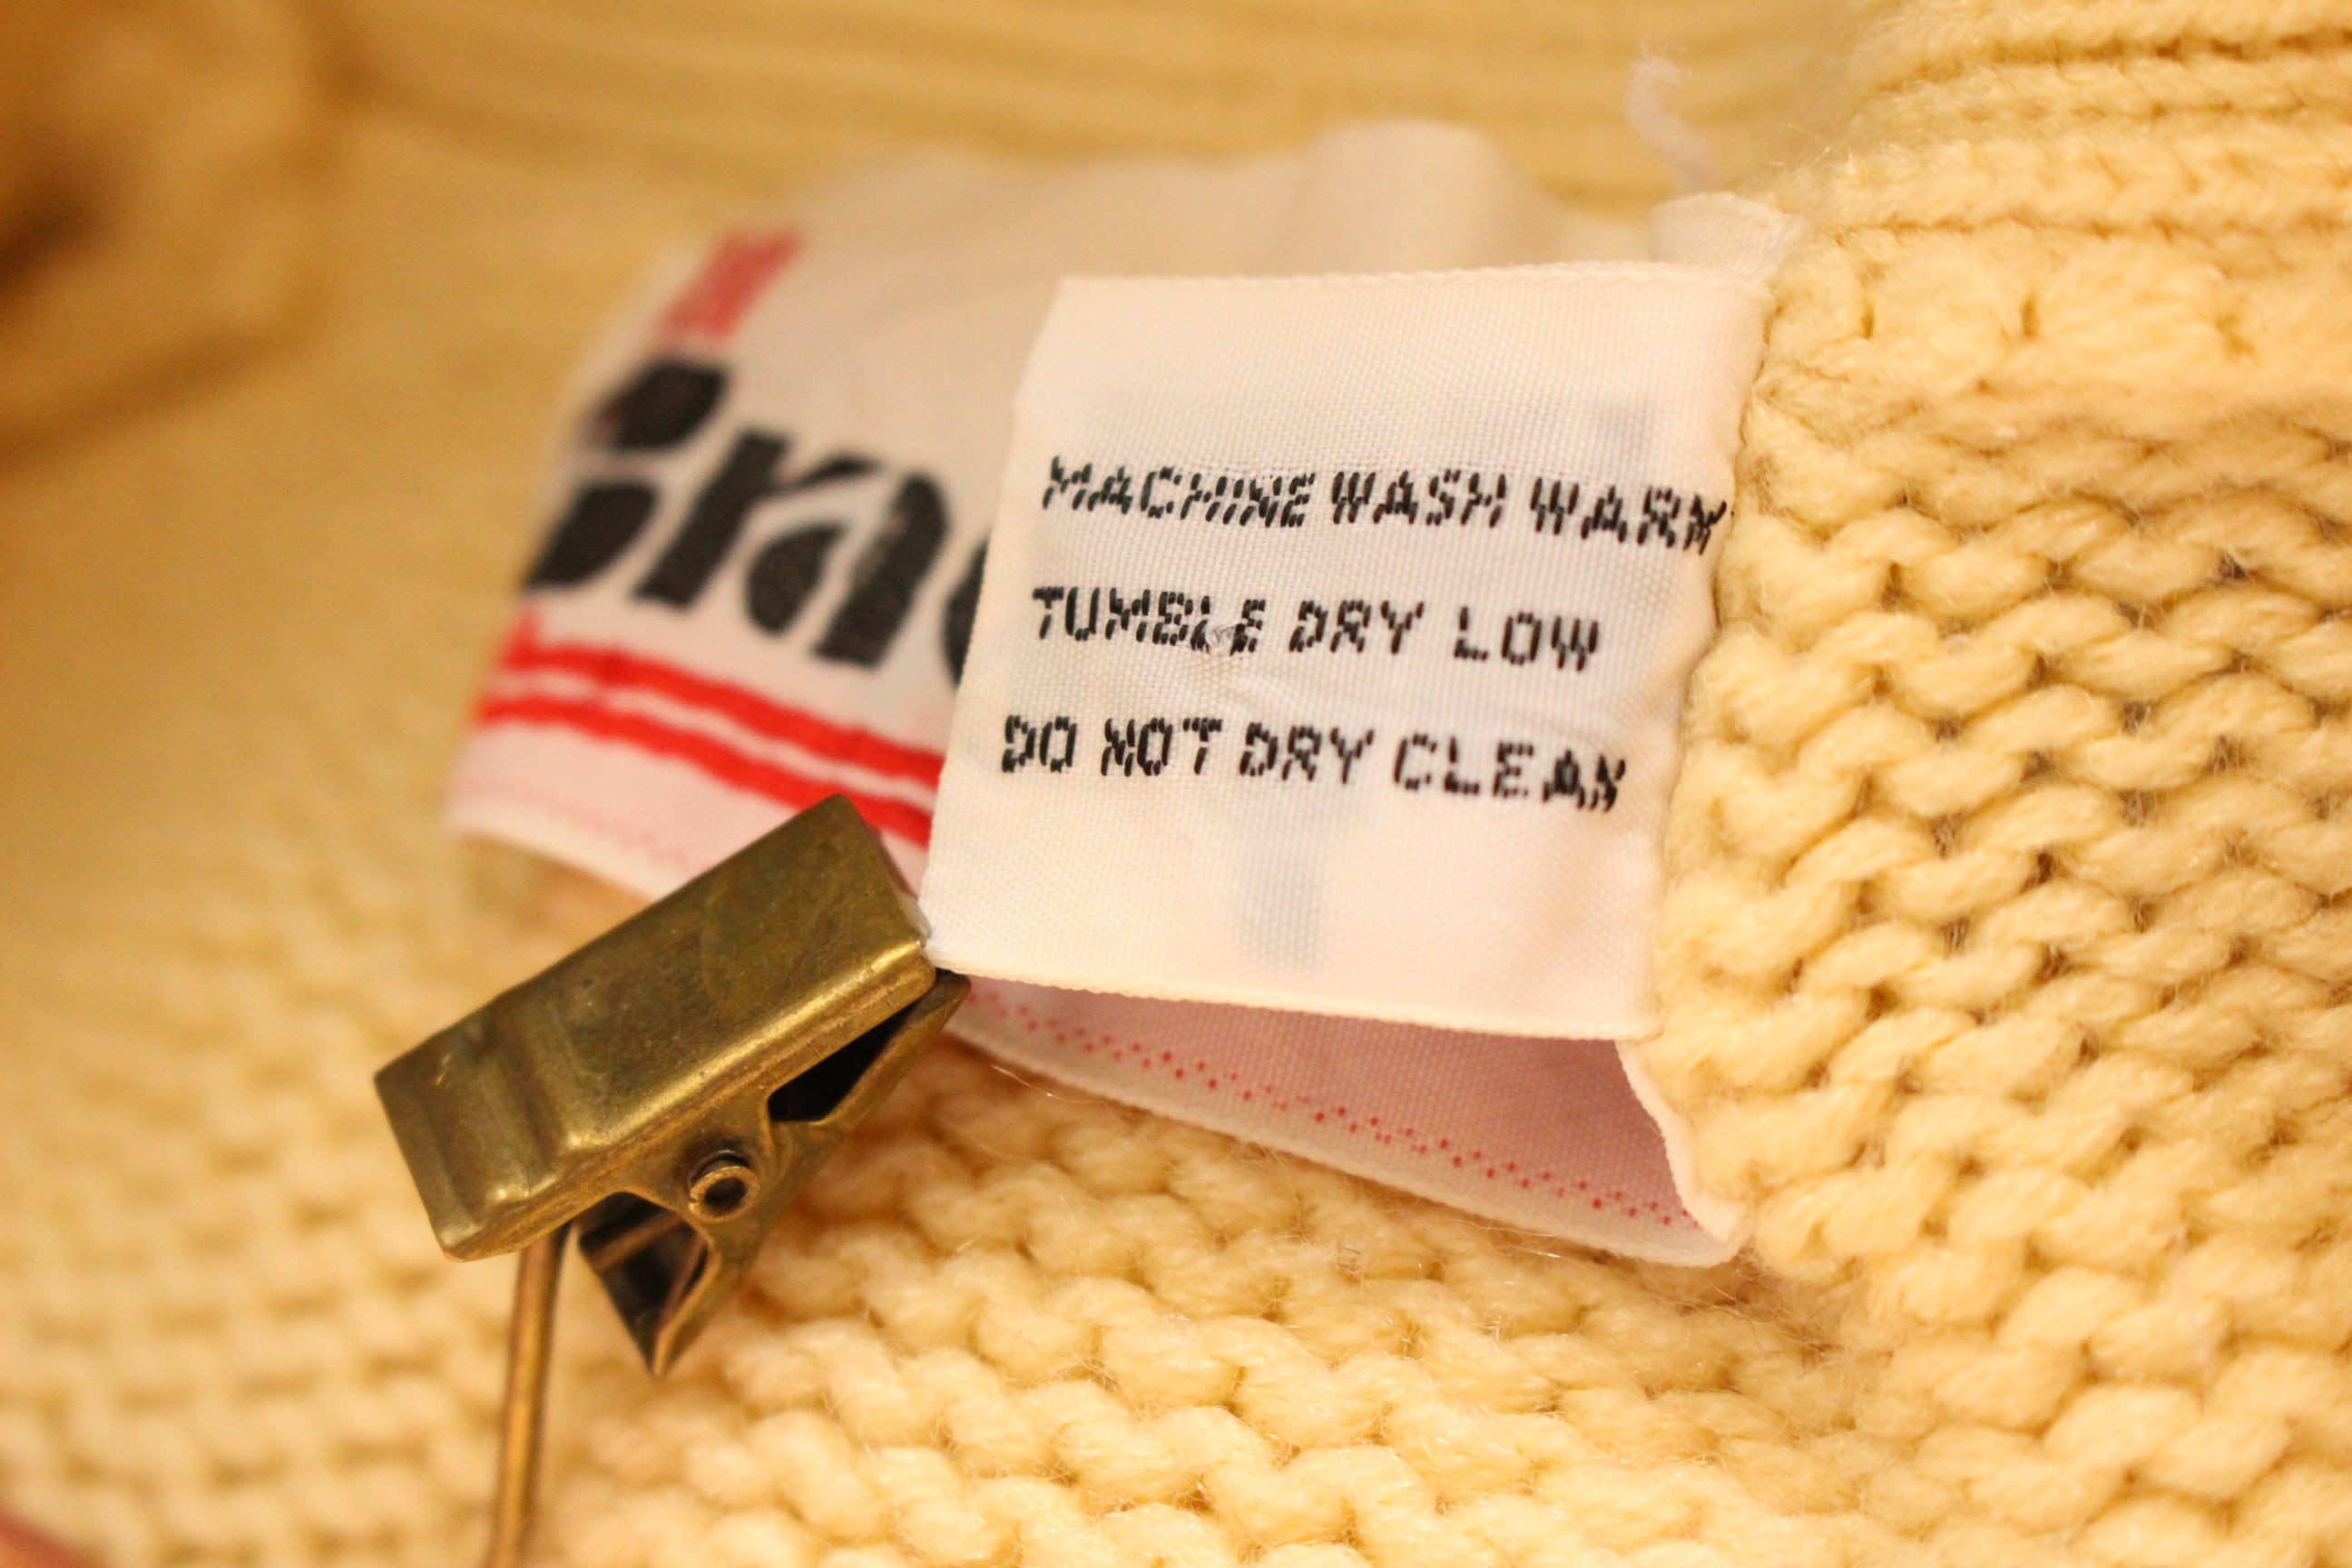 MACHINE WASH WARM
TUMBLE DRY LOW
DO NOT DRY CLEAN